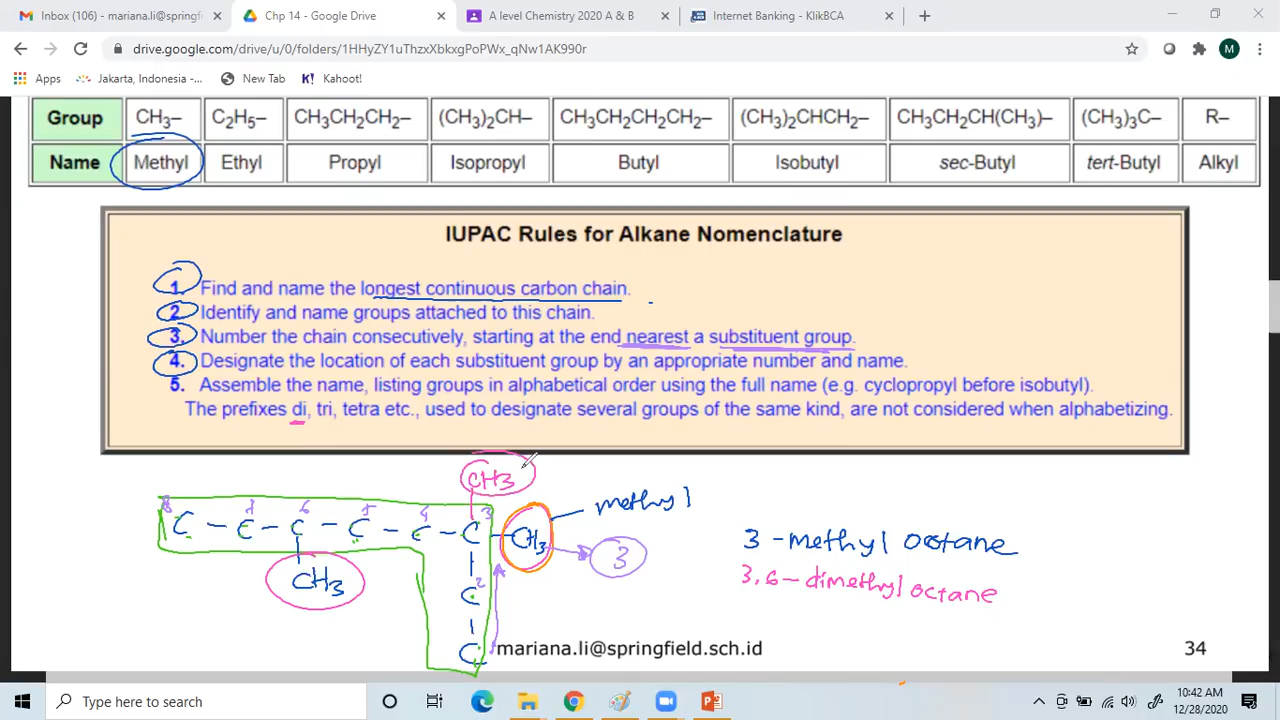 Inbox (106) - mariana.li@springf
Chp 14 - Google Drive
A level Chemistry 2020 A & B
Internet Banking - KlikBCA
drive.google.com/drive/u/0/folders/1HHyZY1uThzxXbkxgPoPWx_qNw1AK990r
M
Apps
Jakarta, Indonesia -...
New Tab
Kahoot!
Group CH3– C2H5– CH3CH2CH2– (CH3)2CH– CH3CH2CH2CH2– (CH3)2CHCH2– CH3CH2CH(CH3)– (CH3)3C– R–
Name Methyl Ethyl Propyl Isopropyl Butyl Isobutyl sec-Butyl tert-Butyl Alkyl
IUPAC Rules for Alkane Nomenclature
1. Find and name the longest continuous carbon chain.
2. Identify and name groups attached to this chain.
3. Number the chain consecutively, starting at the end nearest a substituent group.
4. Designate the location of each substituent group by an appropriate number and name.
5. Assemble the name, listing groups in alphabetical order using the full name (e.g. cyclopropyl before isobutyl).
The prefixes di, tri, tetra etc., used to designate several groups of the same kind, are not considered when alphabetizing.
CH3
methyl
8 7 6 5 4 3
C - C - C - C - C - C - CH3
3
3 - methyl octane
CH3
3,6 - dimethyl octane
2
C
C
mariana.li@springfield.sch.id
34
Type here to search
10:42 AM
12/28/2020